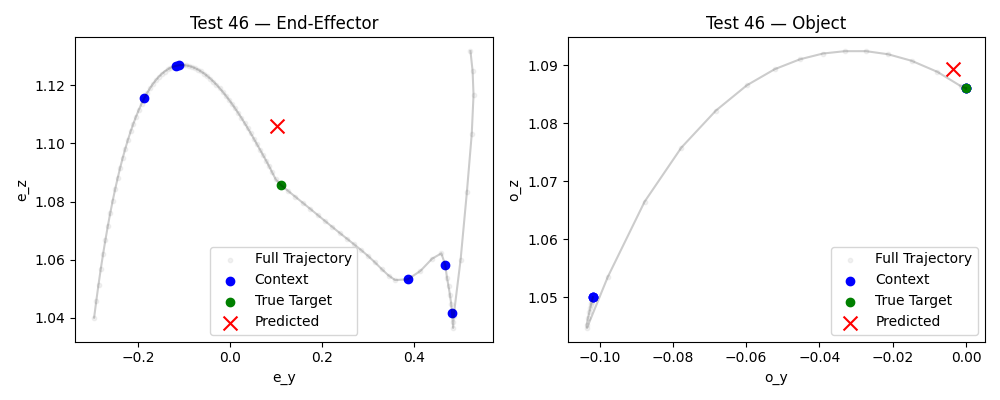 Test 46 — End-Effector
e_z
1.12
1.10
1.08
1.06
1.04
Full Trajectory
Context
True Target
Predicted
−0.2
0.0
0.2
0.4
e_y
Test 46 — Object
o_z
1.09
1.08
1.07
1.06
1.05
Full Trajectory
Context
True Target
Predicted
−0.10
−0.08
−0.06
−0.04
−0.02
0.00
o_y